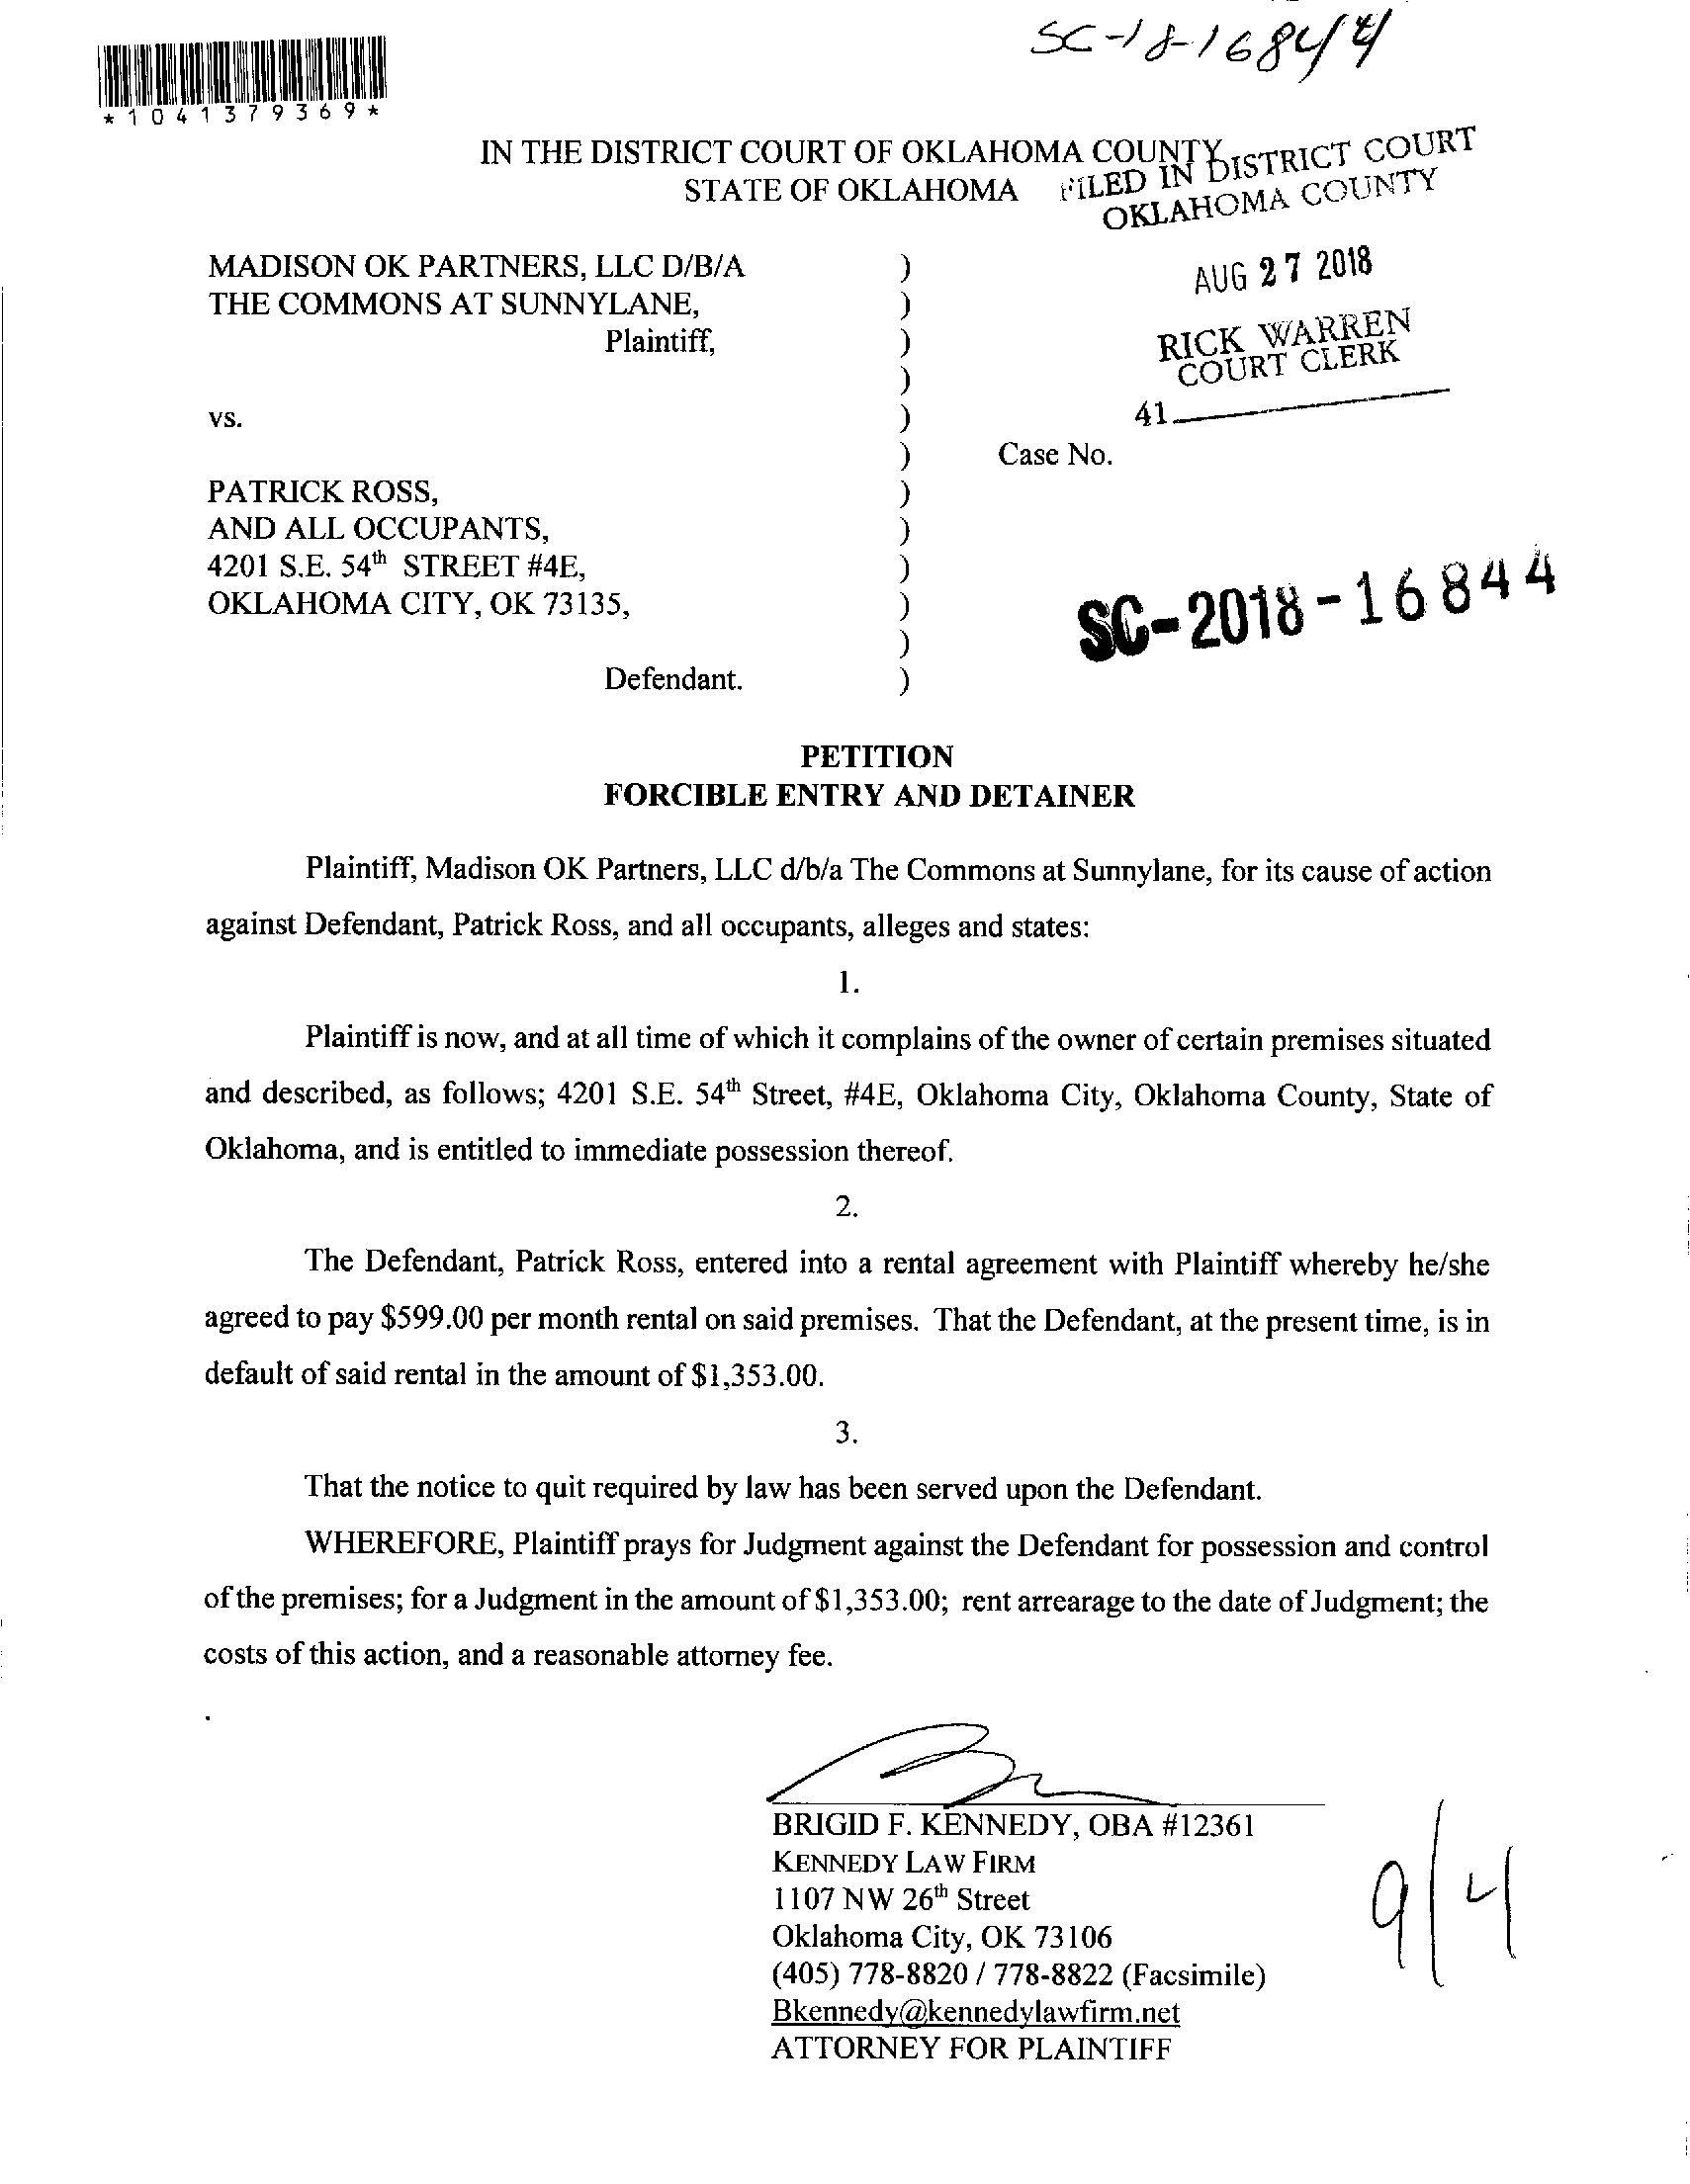 SC-18-16844
*1041379369*
IN THE DISTRICT COURT OF OKLAHOMA COUNTY
STATE OF OKLAHOMA
FILED IN DISTRICT COURT
OKLAHOMA COUNTY
MADISON OK PARTNERS, LLC D/B/A )
THE COMMONS AT SUNNYLANE, )
Plaintiff, )
)
AUG 27 2018
RICK WARREN
COURT CLERK
41
vs. )
) Case No.
PATRICK ROSS, )
AND ALL OCCUPANTS, )
4201 S.E. 54th STREET #4E, )
OKLAHOMA CITY, OK 73135, )
)
Defendant. )
SC-2018-16844
PETITION
FORCIBLE ENTRY AND DETAINER
Plaintiff, Madison OK Partners, LLC d/b/a The Commons at Sunnylane, for its cause of action
against Defendant, Patrick Ross, and all occupants, alleges and states:
1.
Plaintiff is now, and at all time of which it complains of the owner of certain premises situated
and described, as follows; 4201 S.E. 54th Street, #4E, Oklahoma City, Oklahoma County, State of
Oklahoma, and is entitled to immediate possession thereof.
2.
The Defendant, Patrick Ross, entered into a rental agreement with Plaintiff whereby he/she
agreed to pay $599.00 per month rental on said premises. That the Defendant, at the present time, is in
default of said rental in the amount of $1,353.00.
3.
That the notice to quit required by law has been served upon the Defendant.
WHEREFORE, Plaintiff prays for Judgment against the Defendant for possession and control
of the premises; for a Judgment in the amount of $1,353.00; rent arrearage to the date of Judgment; the
costs of this action, and a reasonable attorney fee.
BRIGID F. KENNEDY, OBA #12361
KENNEDY LAW FIRM
1107 NW 26th Street
Oklahoma City, OK 73106
(405) 778-8820 / 778-8822 (Facsimile)
Bkennedy@kennedylawfirm.net
ATTORNEY FOR PLAINTIFF
9/4